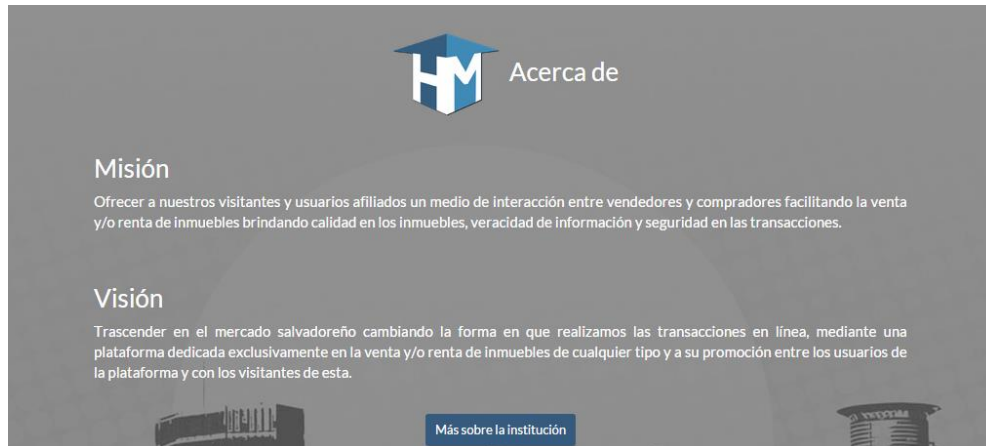 HM
Acerca de
Misión
Ofrecer a nuestros visitantes y usuarios afiliados un medio de interacción entre vendedores y compradores facilitando la venta
y/o renta de inmuebles brindando calidad en los inmuebles, veracidad de información y seguridad en las transacciones.
Visión
Trascender en el mercado salvadoreño cambiando la forma en que realizamos las transacciones en línea, mediante una
plataforma dedicada exclusivamente en la venta y/o renta de inmuebles de cualquier tipo y a su promoción entre los usuarios de
la plataforma y con los visitantes de esta.
Más sobre la institución